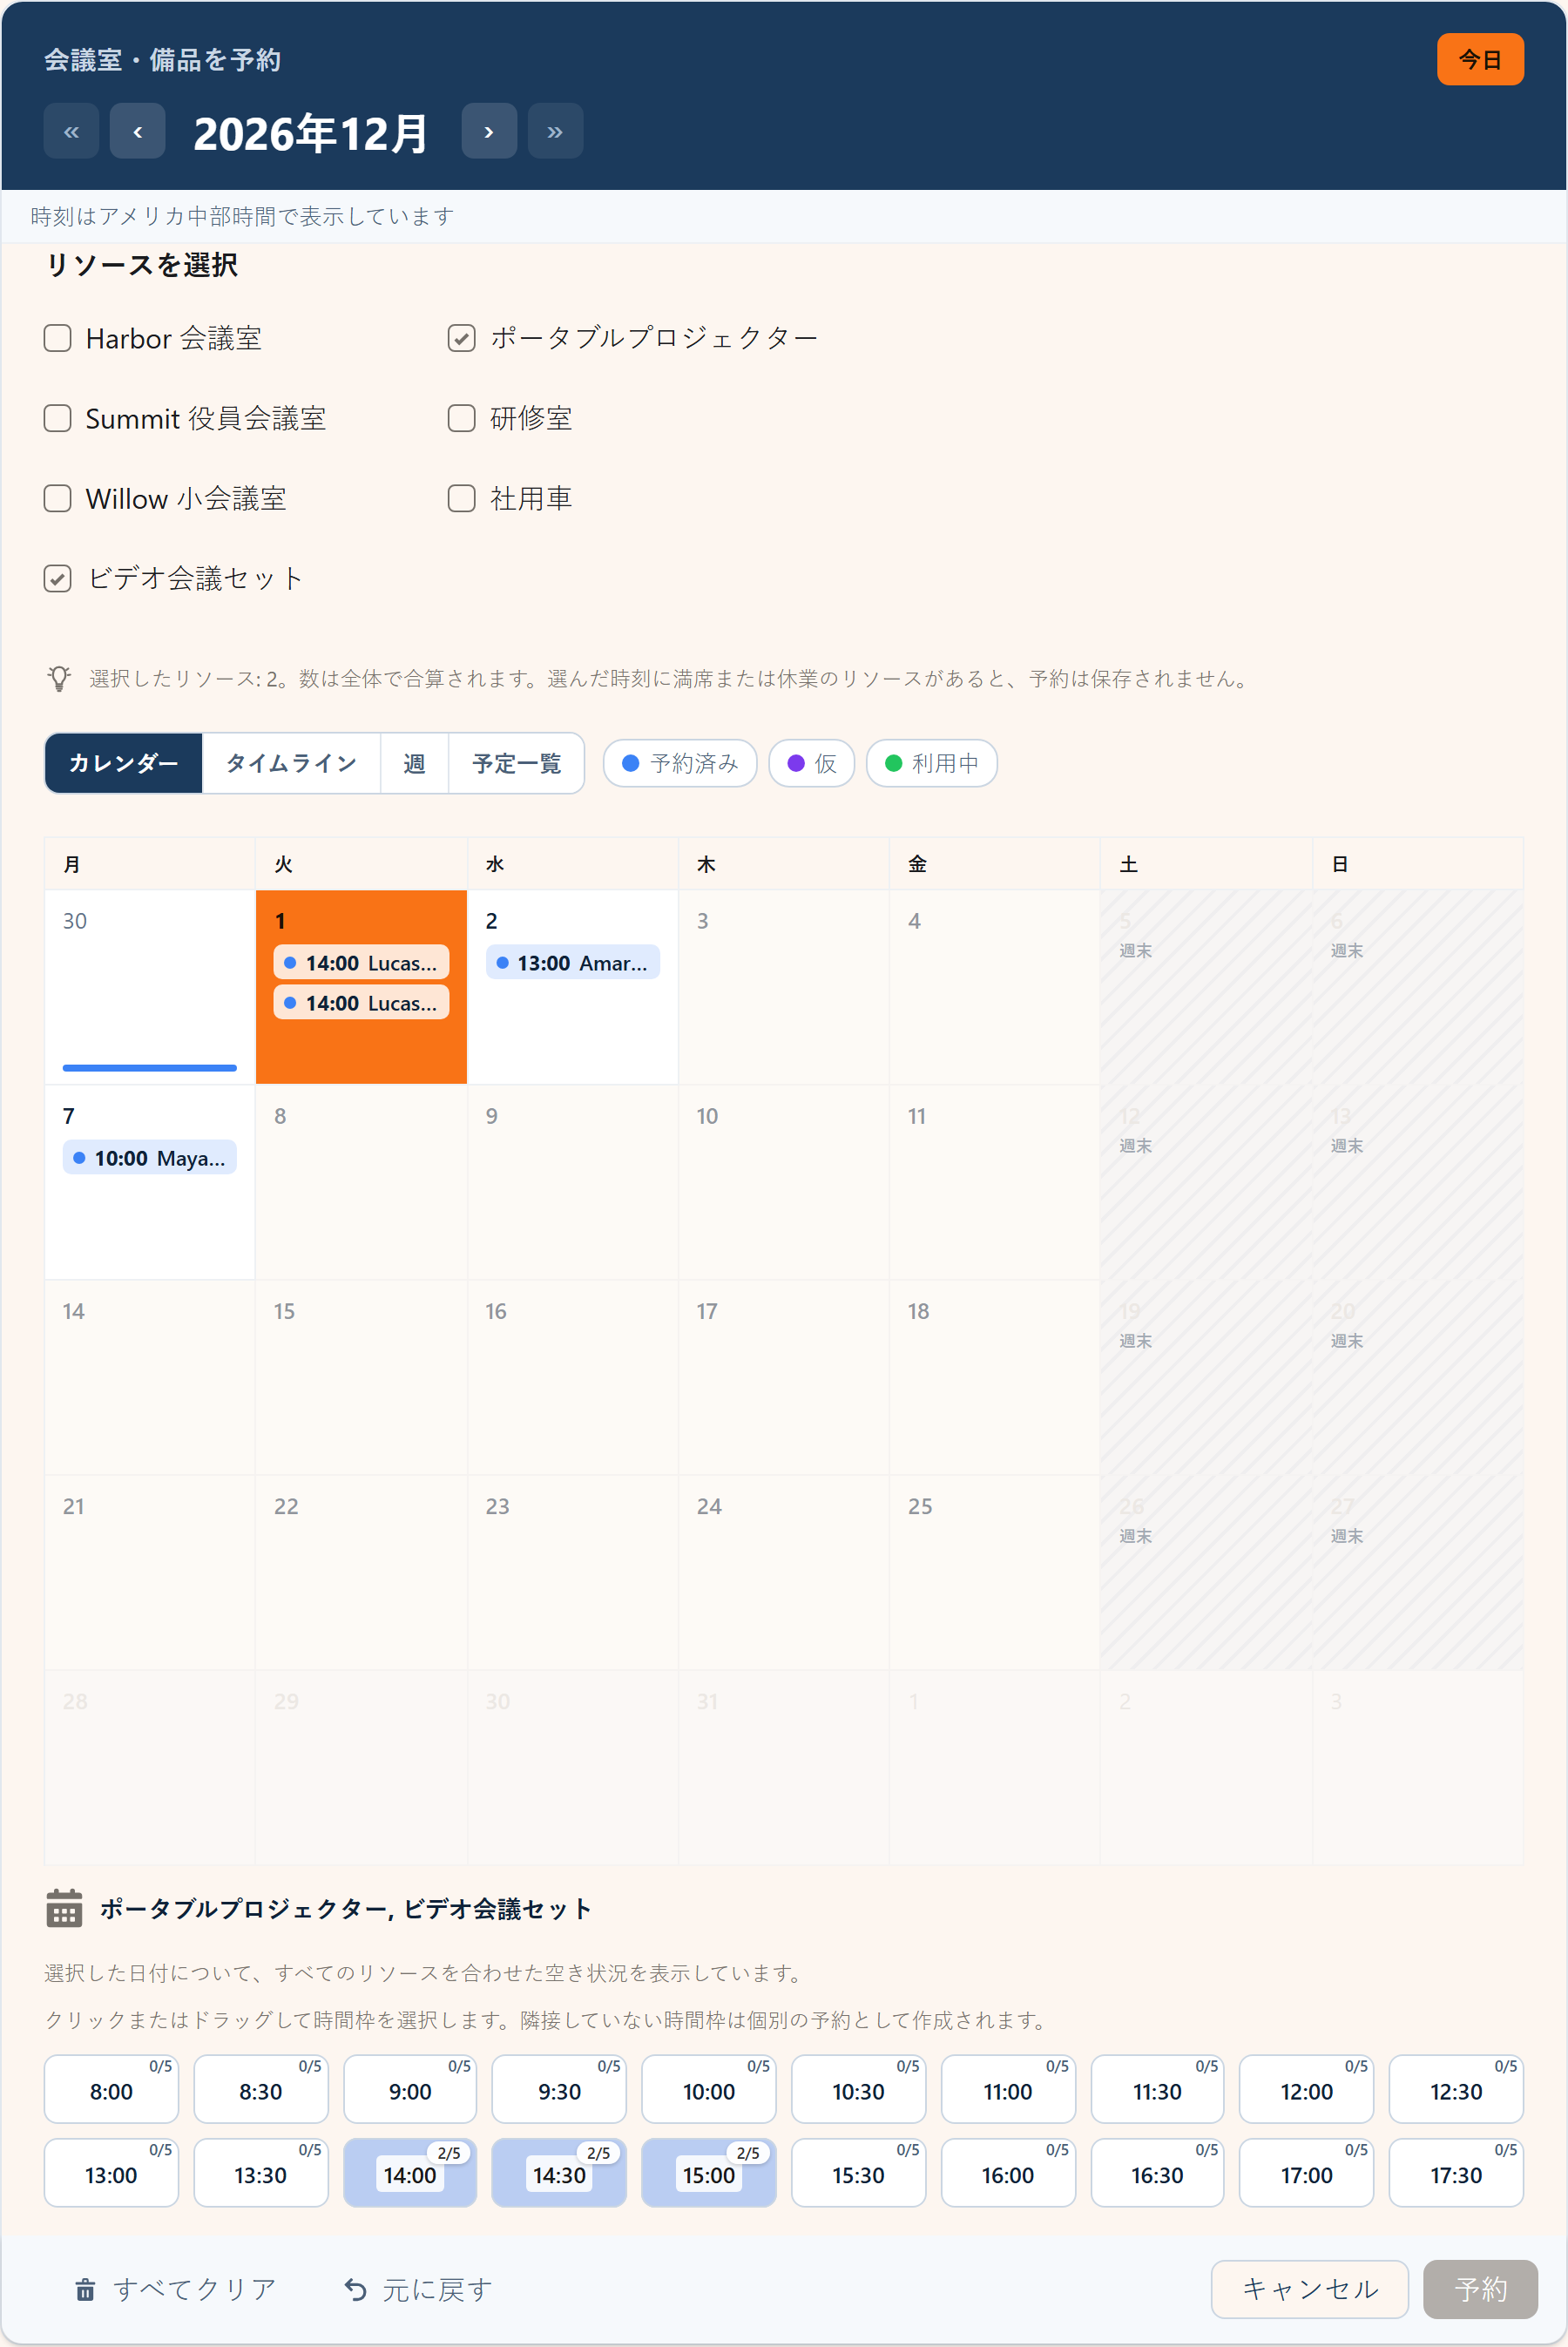 会議室・備品を予約
今日
« ‹ 2026年12月 › »
時刻はアメリカ中部時間で表示しています
リソースを選択
Harbor 会議室
ポータブルプロジェクター
Summit 役員会議室
研修室
Willow 小会議室
社用車
ビデオ会議セット
選択したリソース: 2。数は全体で合算されます。選んだ時刻に満席または休業のリソースがあると、予約は保存されません。
カレンダー タイムライン 週 予定一覧 予約済み 仮 利用中
月 火 水 木 金 土 日
30 1 2 3 4 5 6
週末 週末
14:00 Lucas... 13:00 Amar...
14:00 Lucas...
7 8 9 10 11 12 13
週末 週末
10:00 Maya...
14 15 16 17 18 19 20
週末 週末
21 22 23 24 25 26 27
週末 週末
28 29 30 31 1 2 3
ポータブルプロジェクター, ビデオ会議セット
選択した日付について、すべてのリソースを合わせた空き状況を表示しています。
クリックまたはドラッグして時間枠を選択します。隣接していない時間枠は個別の予約として作成されます。
0/5 0/5 0/5 0/5 0/5 0/5 0/5 0/5 0/5 0/5
8:00 8:30 9:00 9:30 10:00 10:30 11:00 11:30 12:00 12:30
0/5 0/5 2/5 2/5 2/5 0/5 0/5 0/5 0/5 0/5
13:00 13:30 14:00 14:30 15:00 15:30 16:00 16:30 17:00 17:30
すべてクリア 元に戻す キャンセル 予約